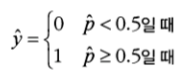 ŷ = { 0 p̂ < 0.5일 때
1 p̂ ≥ 0.5일 때